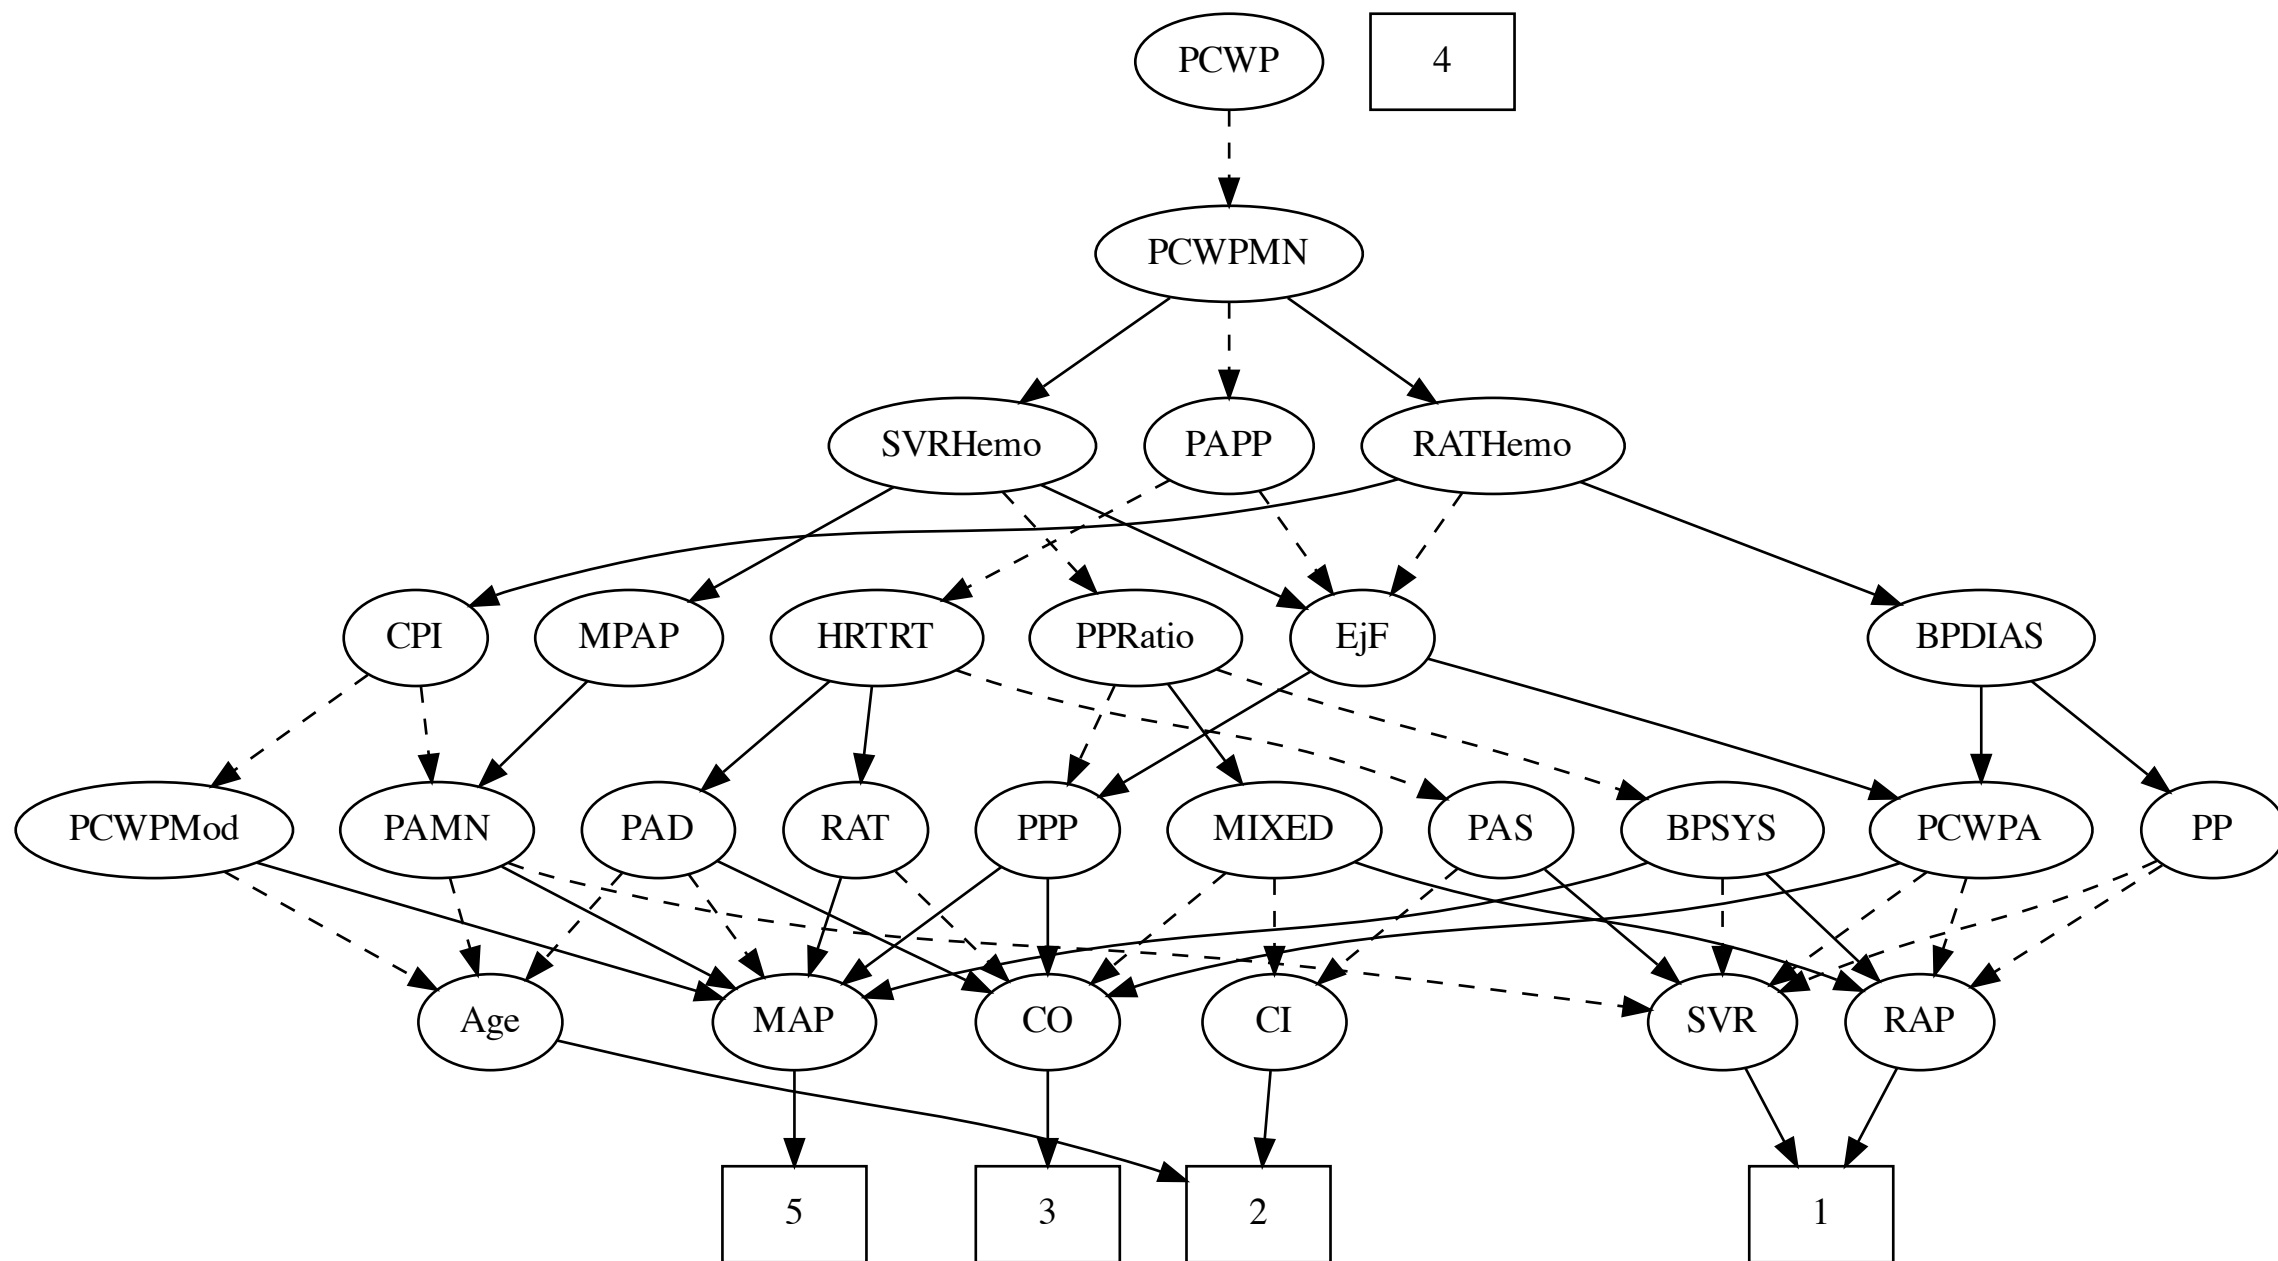 PCWP
4
PCWPMN
SVRHemo
PAPP
RATHemo
CPI
MPAP
HRTRT
PPRatio
EjF
BPDIAS
PCWPMod
PAMN
PAD
RAT
PPP
MIXED
PAS
BPSYS
PCWPA
PP
Age
MAP
CO
CI
SVR
RAP
5
3
2
1